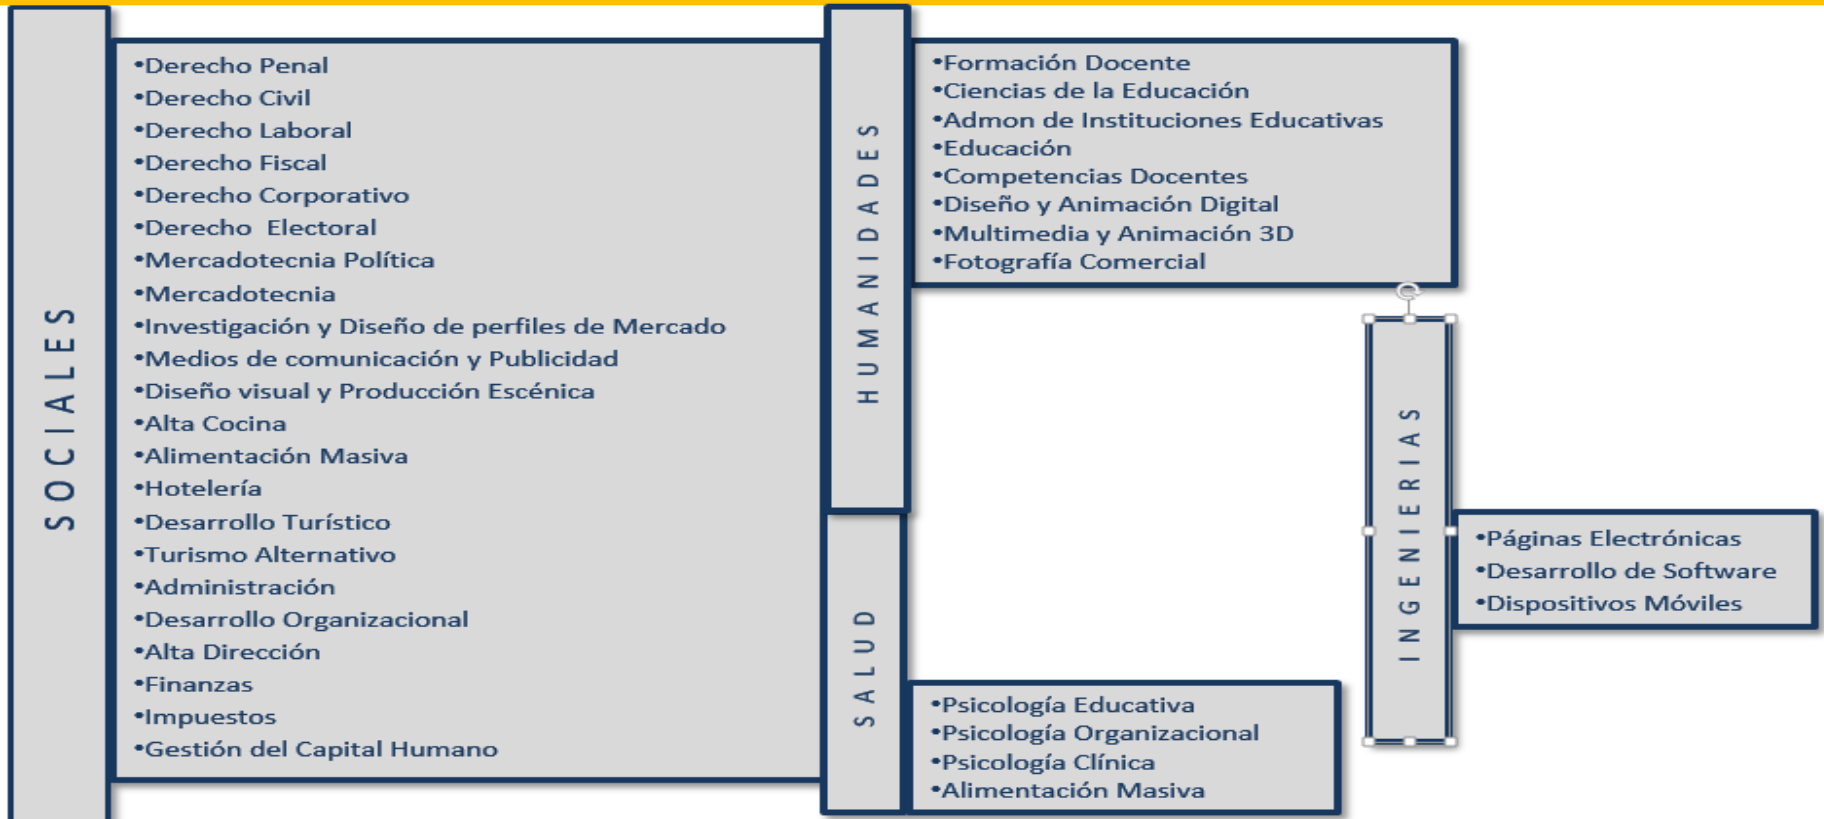 SOCIALES
•Derecho Penal
•Derecho Civil
•Derecho Laboral
•Derecho Fiscal
•Derecho Corporativo
•Derecho  Electoral
•Mercadotecnia Política
•Mercadotecnia
•Investigación y Diseño de perfiles de Mercado
•Medios de comunicación y Publicidad
•Diseño visual y Producción Escénica
•Alta Cocina
•Alimentación Masiva
•Hotelería
•Desarrollo Turístico
•Turismo Alternativo
•Administración
•Desarrollo Organizacional
•Alta Dirección
•Finanzas
•Impuestos
•Gestión del Capital Humano
HUMANIDADES
•Formación Docente
•Ciencias de la Educación
•Admon de Instituciones Educativas
•Educación
•Competencias Docentes
•Diseño y Animación Digital
•Multimedia y Animación 3D
•Fotografía Comercial
SALUD
•Psicología Educativa
•Psicología Organizacional
•Psicología Clínica
•Alimentación Masiva
INGENIERIAS
•Páginas Electrónicas
•Desarrollo de Software
•Dispositivos Móviles